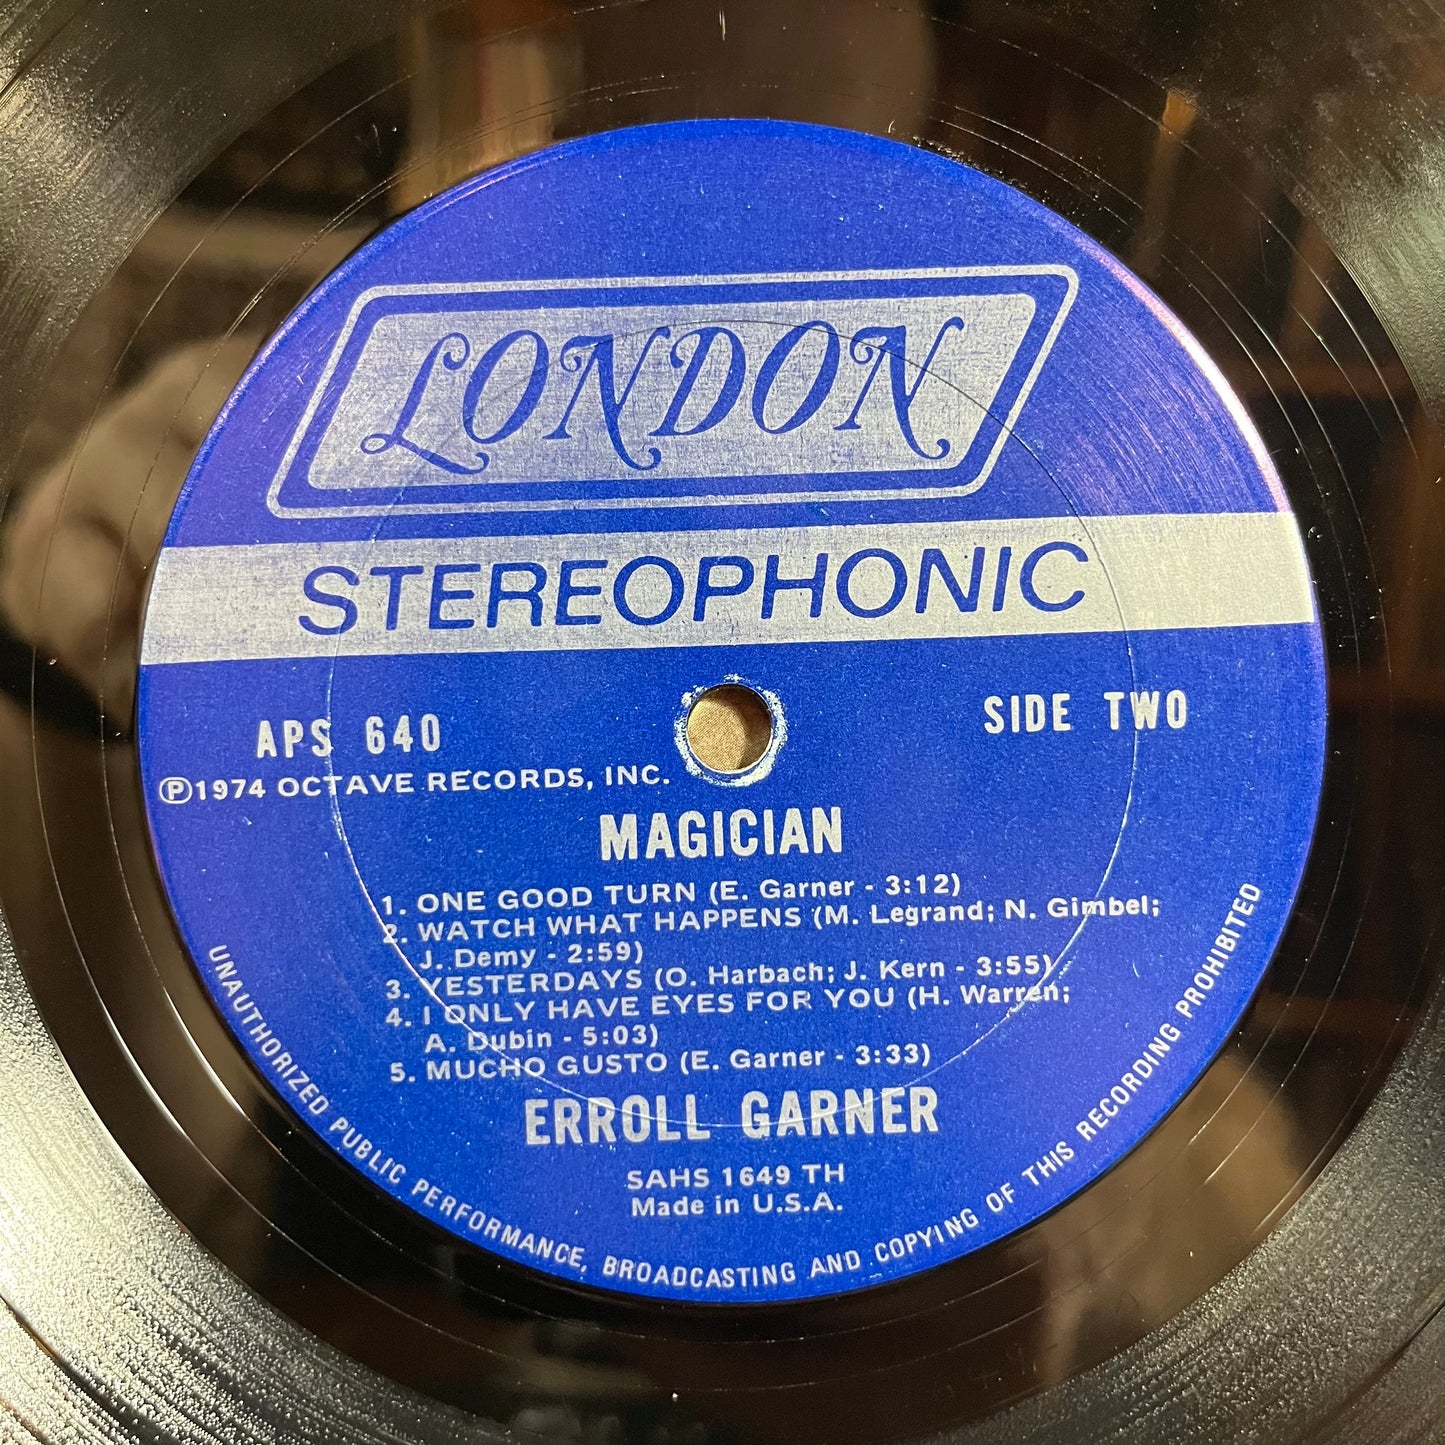 LONDON
STEREOPHONIC
APS 640
SIDE TWO
Ⓟ1974 OCTAVE RECORDS, INC.
MAGICIAN
1. ONE GOOD TURN (E. Garner - 3:12)
2. WATCH WHAT HAPPENS (M. Legrand; N. Gimbel;
J. Demy - 2:59)
3. YESTERDAYS (O. Harbach; J. Kern - 3:55)
4. I ONLY HAVE EYES FOR YOU (H. Warren;
A. Dubin - 5:03)
5. MUCHO GUSTO (E. Garner - 3:33)
ERROLL GARNER
SAHS 1649 TH
Made in U.S.A.
UNAUTHORIZED PUBLIC PERFORMANCE, BROADCASTING AND COPYING OF THIS RECORDING PROHIBITED